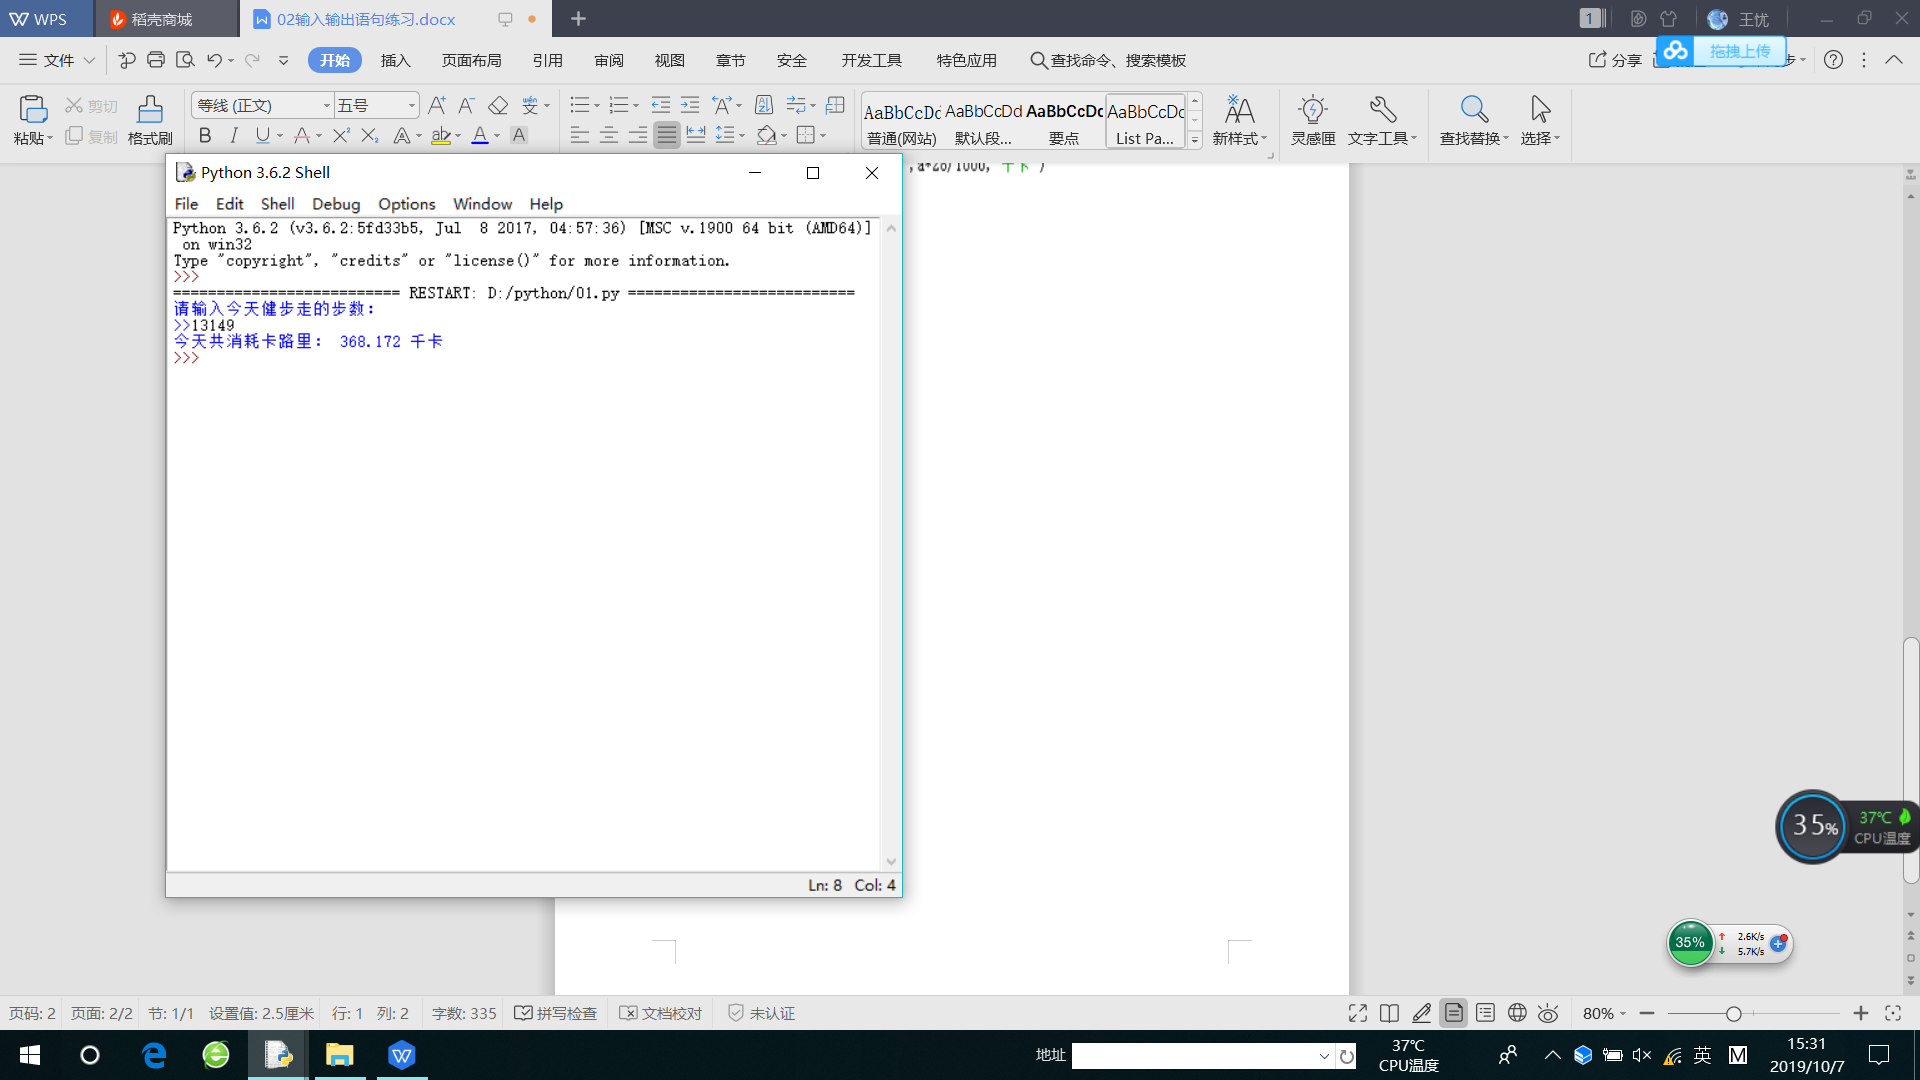 WPS 稻壳商城 02输入输出语句练习.docx 1 王忧
文件 开始 插入 页面布局 引用 审阅 视图 章节 安全 开发工具 特色应用 查找命令、搜索模板 分享 拖拽上传 步
粘贴 剪切 复制 格式刷 等线 (正文) 五号
AaBbCcDd AaBbCcDd AaBbCcDc AaBbCcDc
普通(网站) 默认段... 要点 List Pa... 新样式 灵感匣 文字工具 查找替换 选择
,a*28/1000,"千卡")
Python 3.6.2 Shell
File Edit Shell Debug Options Window Help
Python 3.6.2 (v3.6.2:5fd33b5, Jul  8 2017, 04:57:36) [MSC v.1900 64 bit (AMD64)]
on win32
Type "copyright", "credits" or "license()" for more information.
>>>
========================== RESTART: D:/python/01.py ==========================
请输入今天健步走的步数：
>>13149
今天共消耗卡路里： 368.172 千卡
>>>
Ln: 8 Col: 4
35% 37℃
CPU温度
35% 2.6K/s
5.7K/s
页码: 2 页面: 2/2 节: 1/1 设置值: 2.5厘米 行: 1 列: 2 字数: 335 拼写检查 文档校对 未认证 80%
地址 37℃
CPU温度
英 M
15:31
2019/10/7